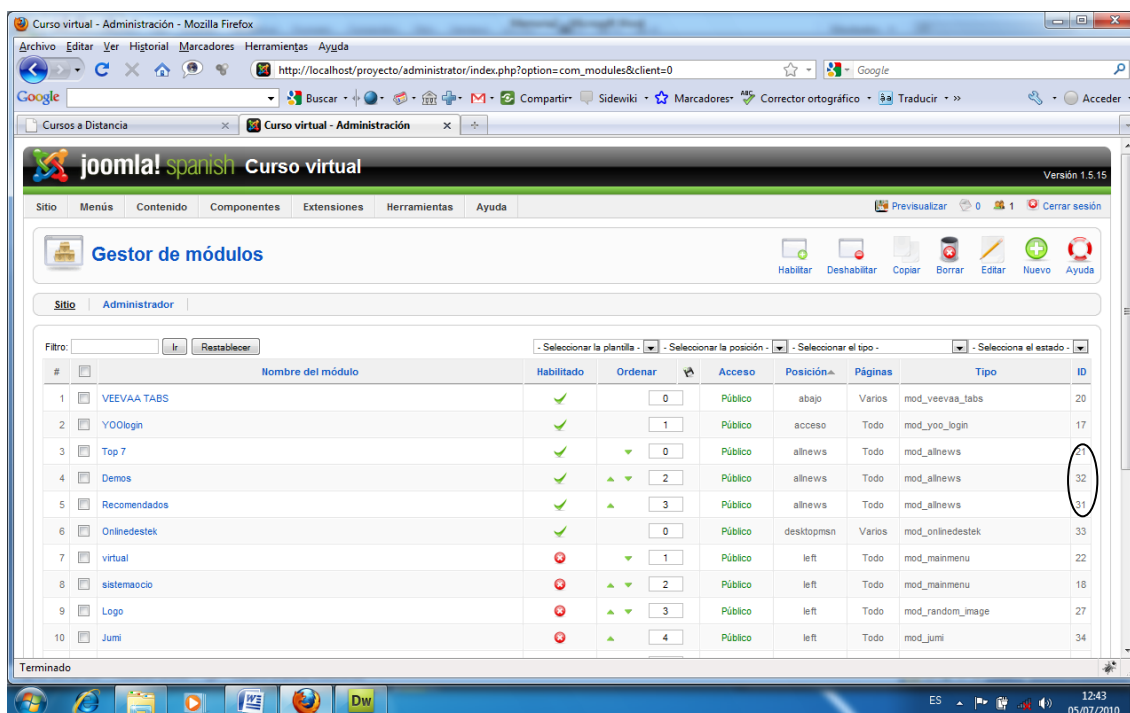 Curso virtual - Administración - Mozilla Firefox
Archivo Editar Ver Historial Marcadores Herramientas Ayuda
http://localhost/proyecto/administrator/index.php?option=com_modules&client=0 Google
Google Buscar Compartir Sidewiki Marcadores Corrector ortográfico Traducir » Acceder
Cursos a Distancia Curso virtual - Administración
joomla! spanish Curso virtual
Versión 1.5.15
Sitio Menús Contenido Componentes Extensiones Herramientas Ayuda Previsualizar 0 1 Cerrar sesión
Gestor de módulos
Habilitar Deshabilitar Copiar Borrar Editar Nuevo Ayuda
Sitio Administrador
Filtro: Ir Restablecer - Seleccionar la plantilla - - Seleccionar la posición - - Seleccionar el tipo - - Selecciona el estado -
# Nombre del módulo Habilitado Ordenar Acceso Posición Páginas Tipo ID
1 VEEVAA TABS 0 Público abajo Varios mod_veevaa_tabs 20
2 YOOlogin 1 Público acceso Todo mod_yoo_login 17
3 Top 7 0 Público allnews Todo mod_allnews 21
4 Demos 2 Público allnews Todo mod_allnews 32
5 Recomendados 3 Público allnews Todo mod_allnews 31
6 Onlinedestek 0 Público desktopmsn Varios mod_onlinedestek 33
7 virtual 1 Público left Todo mod_mainmenu 22
8 sistemaocio 2 Público left Todo mod_mainmenu 18
9 Logo 3 Público left Todo mod_random_image 27
10 Jumi 4 Público left Todo mod_jumi 34
Terminado
Dw ES 12:43
05/07/2010